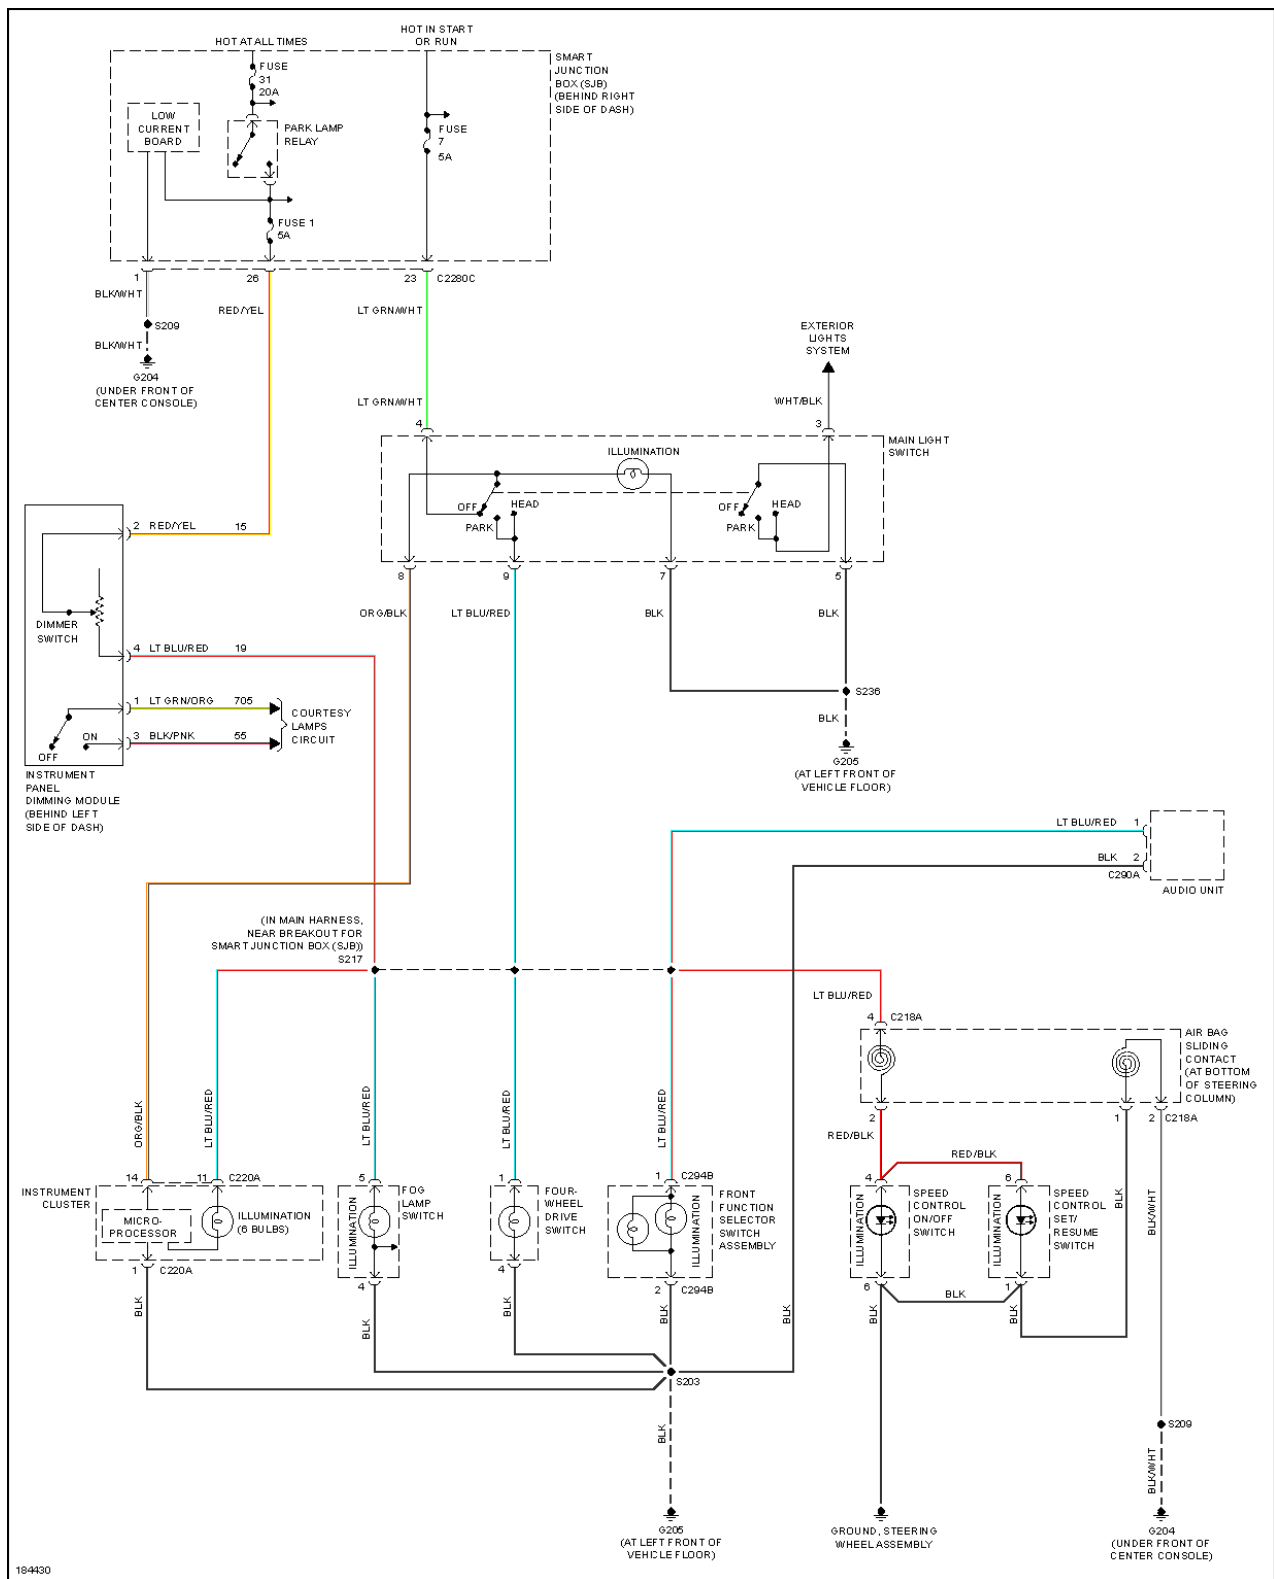 HOT AT ALL TIMES
HOT IN START
OR RUN
SMART
JUNCTION
BOX (SJB)
(BEHIND RIGHT
SIDE OF DASH)
FUSE
31
20A
LOW
CURRENT
BOARD
PARK LAMP
RELAY
FUSE
7
5A
FUSE 1
5A
1
26
23
C2280C
BLK/WHT
RED/YEL
LT GRN/WHT
S209
BLK/WHT
G204
(UNDER FRONT OF
CENTER CONSOLE)
EXTERIOR
LIGHTS
SYSTEM
LT GRN/WHT
WHT/BLK
4
3
MAIN LIGHT
SWITCH
ILLUMINATION
OFF
HEAD
PARK
OFF
HEAD
PARK
8
9
7
5
ORG/BLK
LT BLU/RED
BLK
BLK
2 RED/YEL 15
DIMMER
SWITCH
4 LT BLU/RED 19
1 LT GRN/ORG 705
COURTESY
LAMPS
CIRCUIT
ON
OFF
3 BLK/PNK 55
INSTRUMENT
PANEL
DIMMING MODULE
(BEHIND LEFT
SIDE OF DASH)
S236
BLK
G205
(AT LEFT FRONT OF
VEHICLE FLOOR)
LT BLU/RED 1
BLK 2
C290A
AUDIO UNIT
(IN MAIN HARNESS,
NEAR BREAKOUT FOR
SMART JUNCTION BOX (SJB))
S217
LT BLU/RED
4
C218A
AIR BAG
SLIDING
CONTACT
(AT BOTTOM
OF STEERING
COLUMN)
2
1
2
C218A
RED/BLK
RED/BLK
ORG/BLK
LT BLU/RED
LT BLU/RED
LT BLU/RED
LT BLU/RED
BLK
BLK/WHT
14
11
C220A
5
1
1
C294B
4
6
INSTRUMENT
CLUSTER
MICRO-
PROCESSOR
ILLUMINATION
(6 BULBS)
ILLUMINATION
FOG
LAMP
SWITCH
FOUR-
WHEEL
DRIVE
SWITCH
ILLUMINATION
FRONT
FUNCTION
SELECTOR
SWITCH
ASSEMBLY
ILLUMINATION
SPEED
CONTROL
ON/OFF
SWITCH
ILLUMINATION
SPEED
CONTROL
SET/
RESUME
SWITCH
1
C220A
4
4
2
C294B
6
1
BLK
BLK
BLK
BLK
BLK
BLK
BLK
BLK
S203
BLK
G205
(AT LEFT FRONT OF
VEHICLE FLOOR)
GROUND, STEERING
WHEEL ASSEMBLY
S209
BLK/WHT
G204
(UNDER FRONT OF
CENTER CONSOLE)
184430